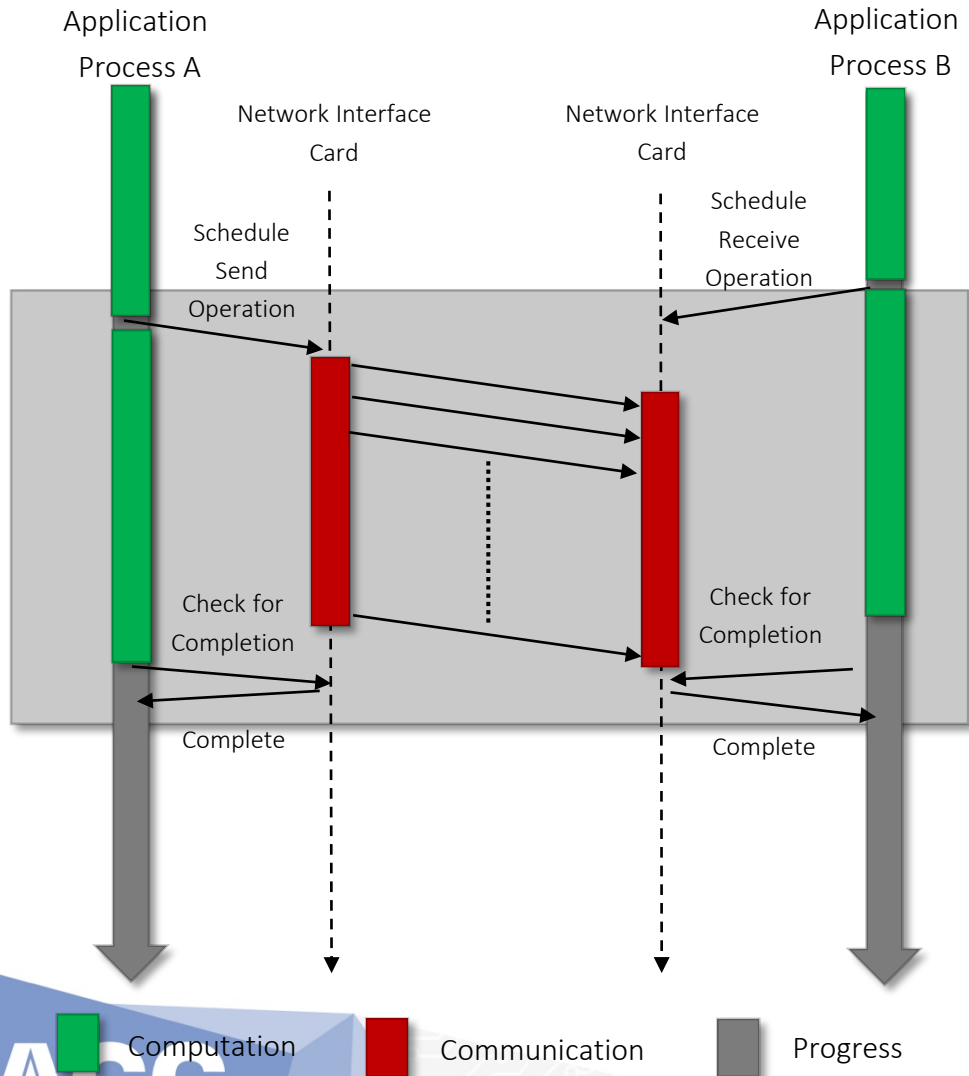 Application
Process A
Application
Process B
Network Interface
Card
Network Interface
Card
Schedule
Send
Operation
Schedule
Receive
Operation
Check for
Completion
Check for
Completion
Complete
Complete
Computation
Communication
Progress